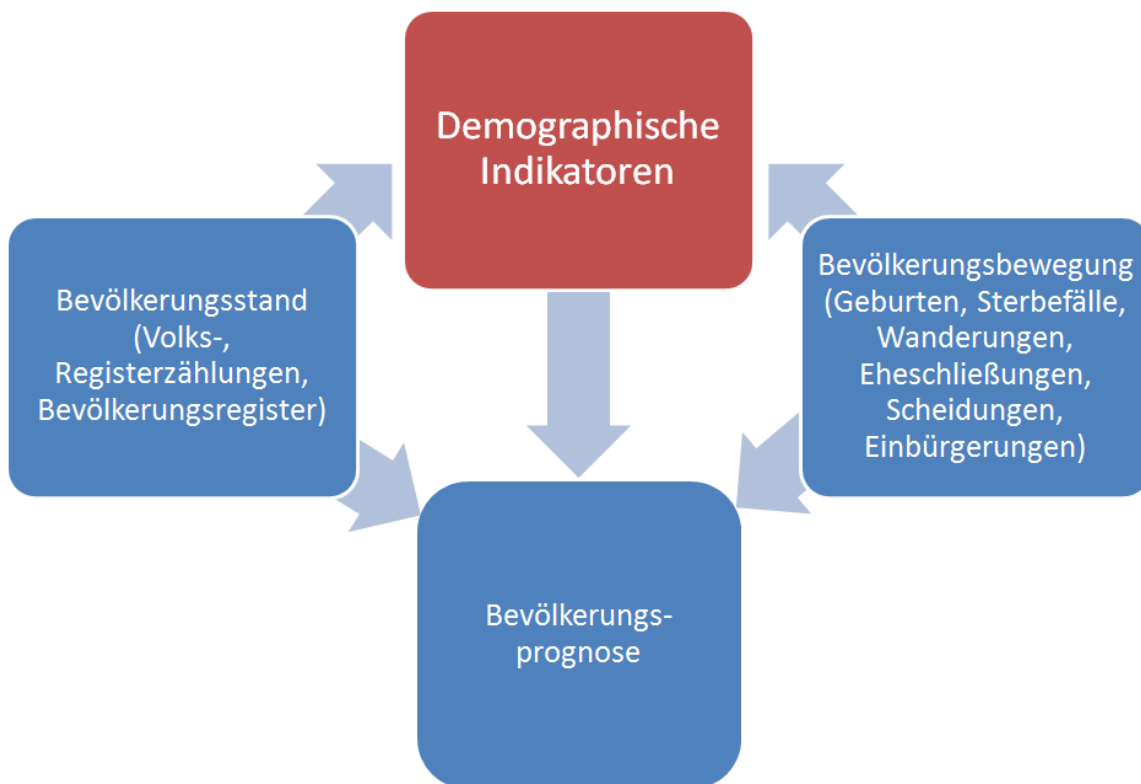 Demographische
Indikatoren
Bevölkerungsstand
(Volks-,
Registerzählungen,
Bevölkerungsregister)
Bevölkerungsbewegung
(Geburten, Sterbefälle,
Wanderungen,
Eheschließungen,
Scheidungen,
Einbürgerungen)
Bevölkerungs-
prognose